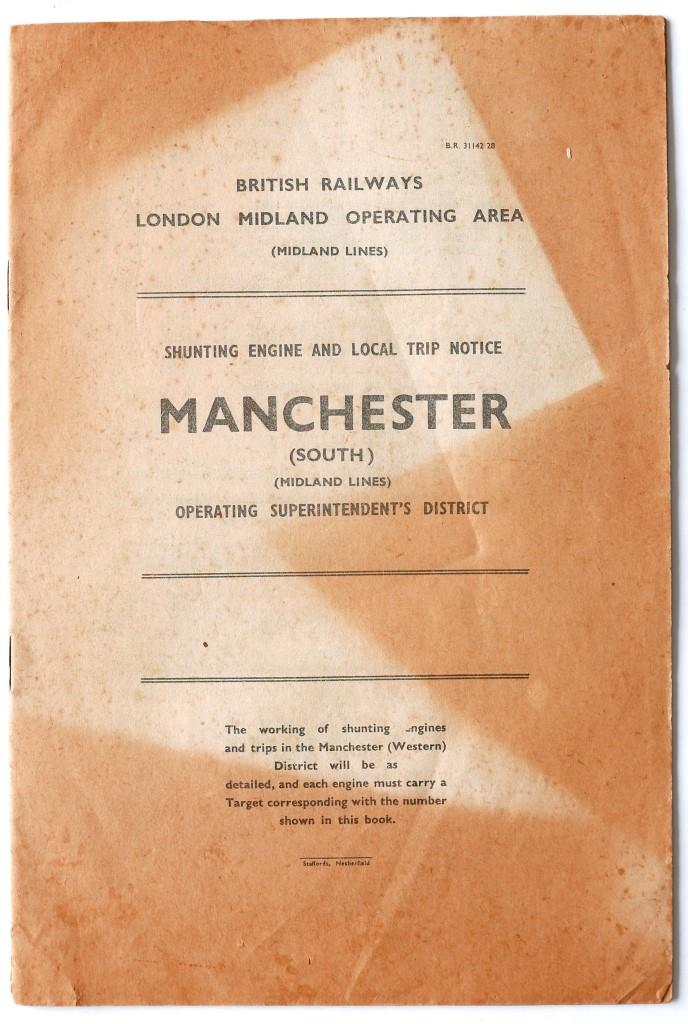 B.R. 31142/28
BRITISH RAILWAYS
LONDON MIDLAND OPERATING AREA
(MIDLAND LINES)
SHUNTING ENGINE AND LOCAL TRIP NOTICE
MANCHESTER
(SOUTH)
(MIDLAND LINES)
OPERATING SUPERINTENDENT'S DISTRICT
The working of shunting engines
and trips in the Manchester (Western)
District will be as
detailed, and each engine must carry a
Target corresponding with the number
shown in this book.
Staffords, Netherfield